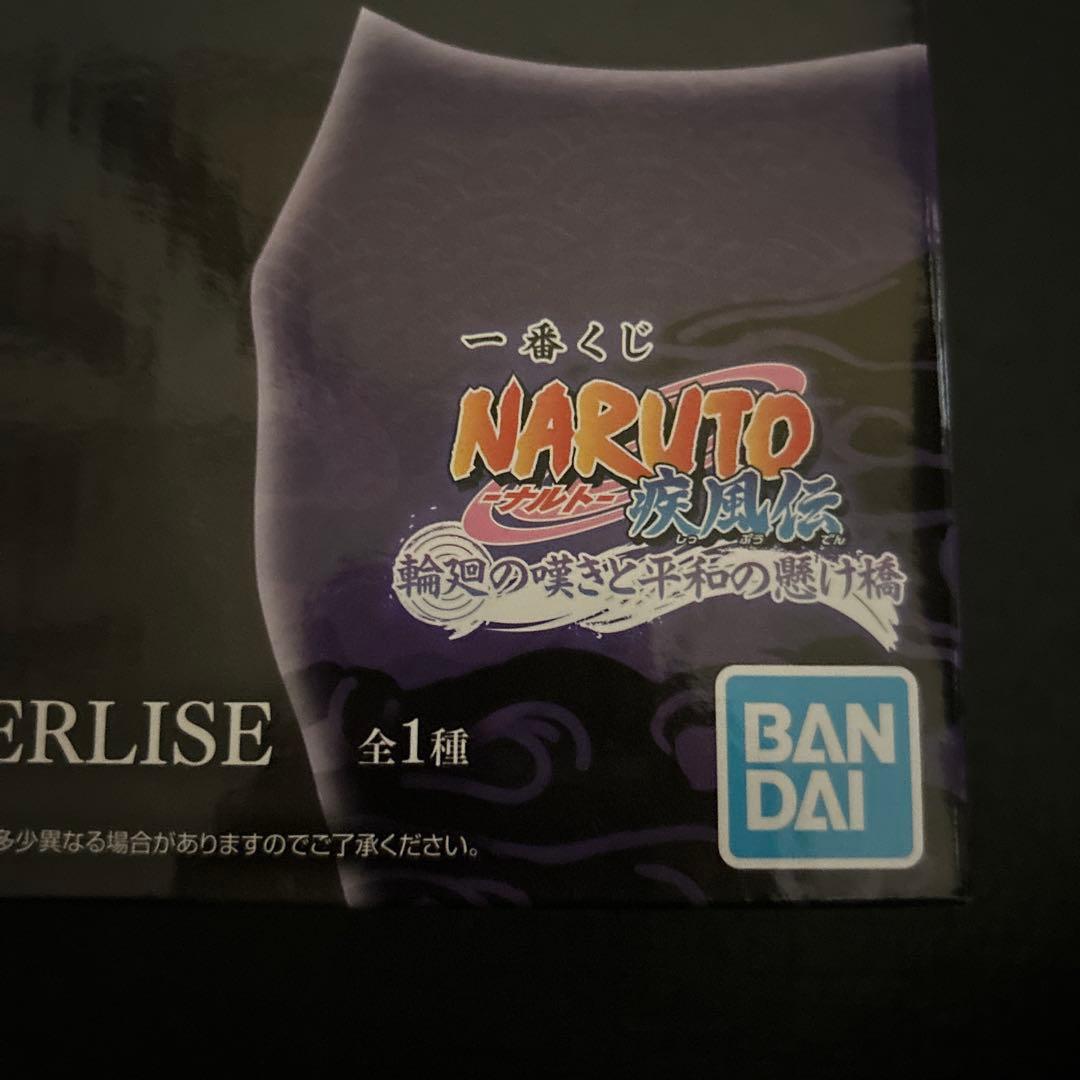 一番くじ
NARUTO
-ナルト-
疾風伝
しっ ぷう でん
輪廻の嘆きと平和の懸け橋
ERLISE 全1種
BAN
DAI
多少異なる場合がありますのでご了承ください。